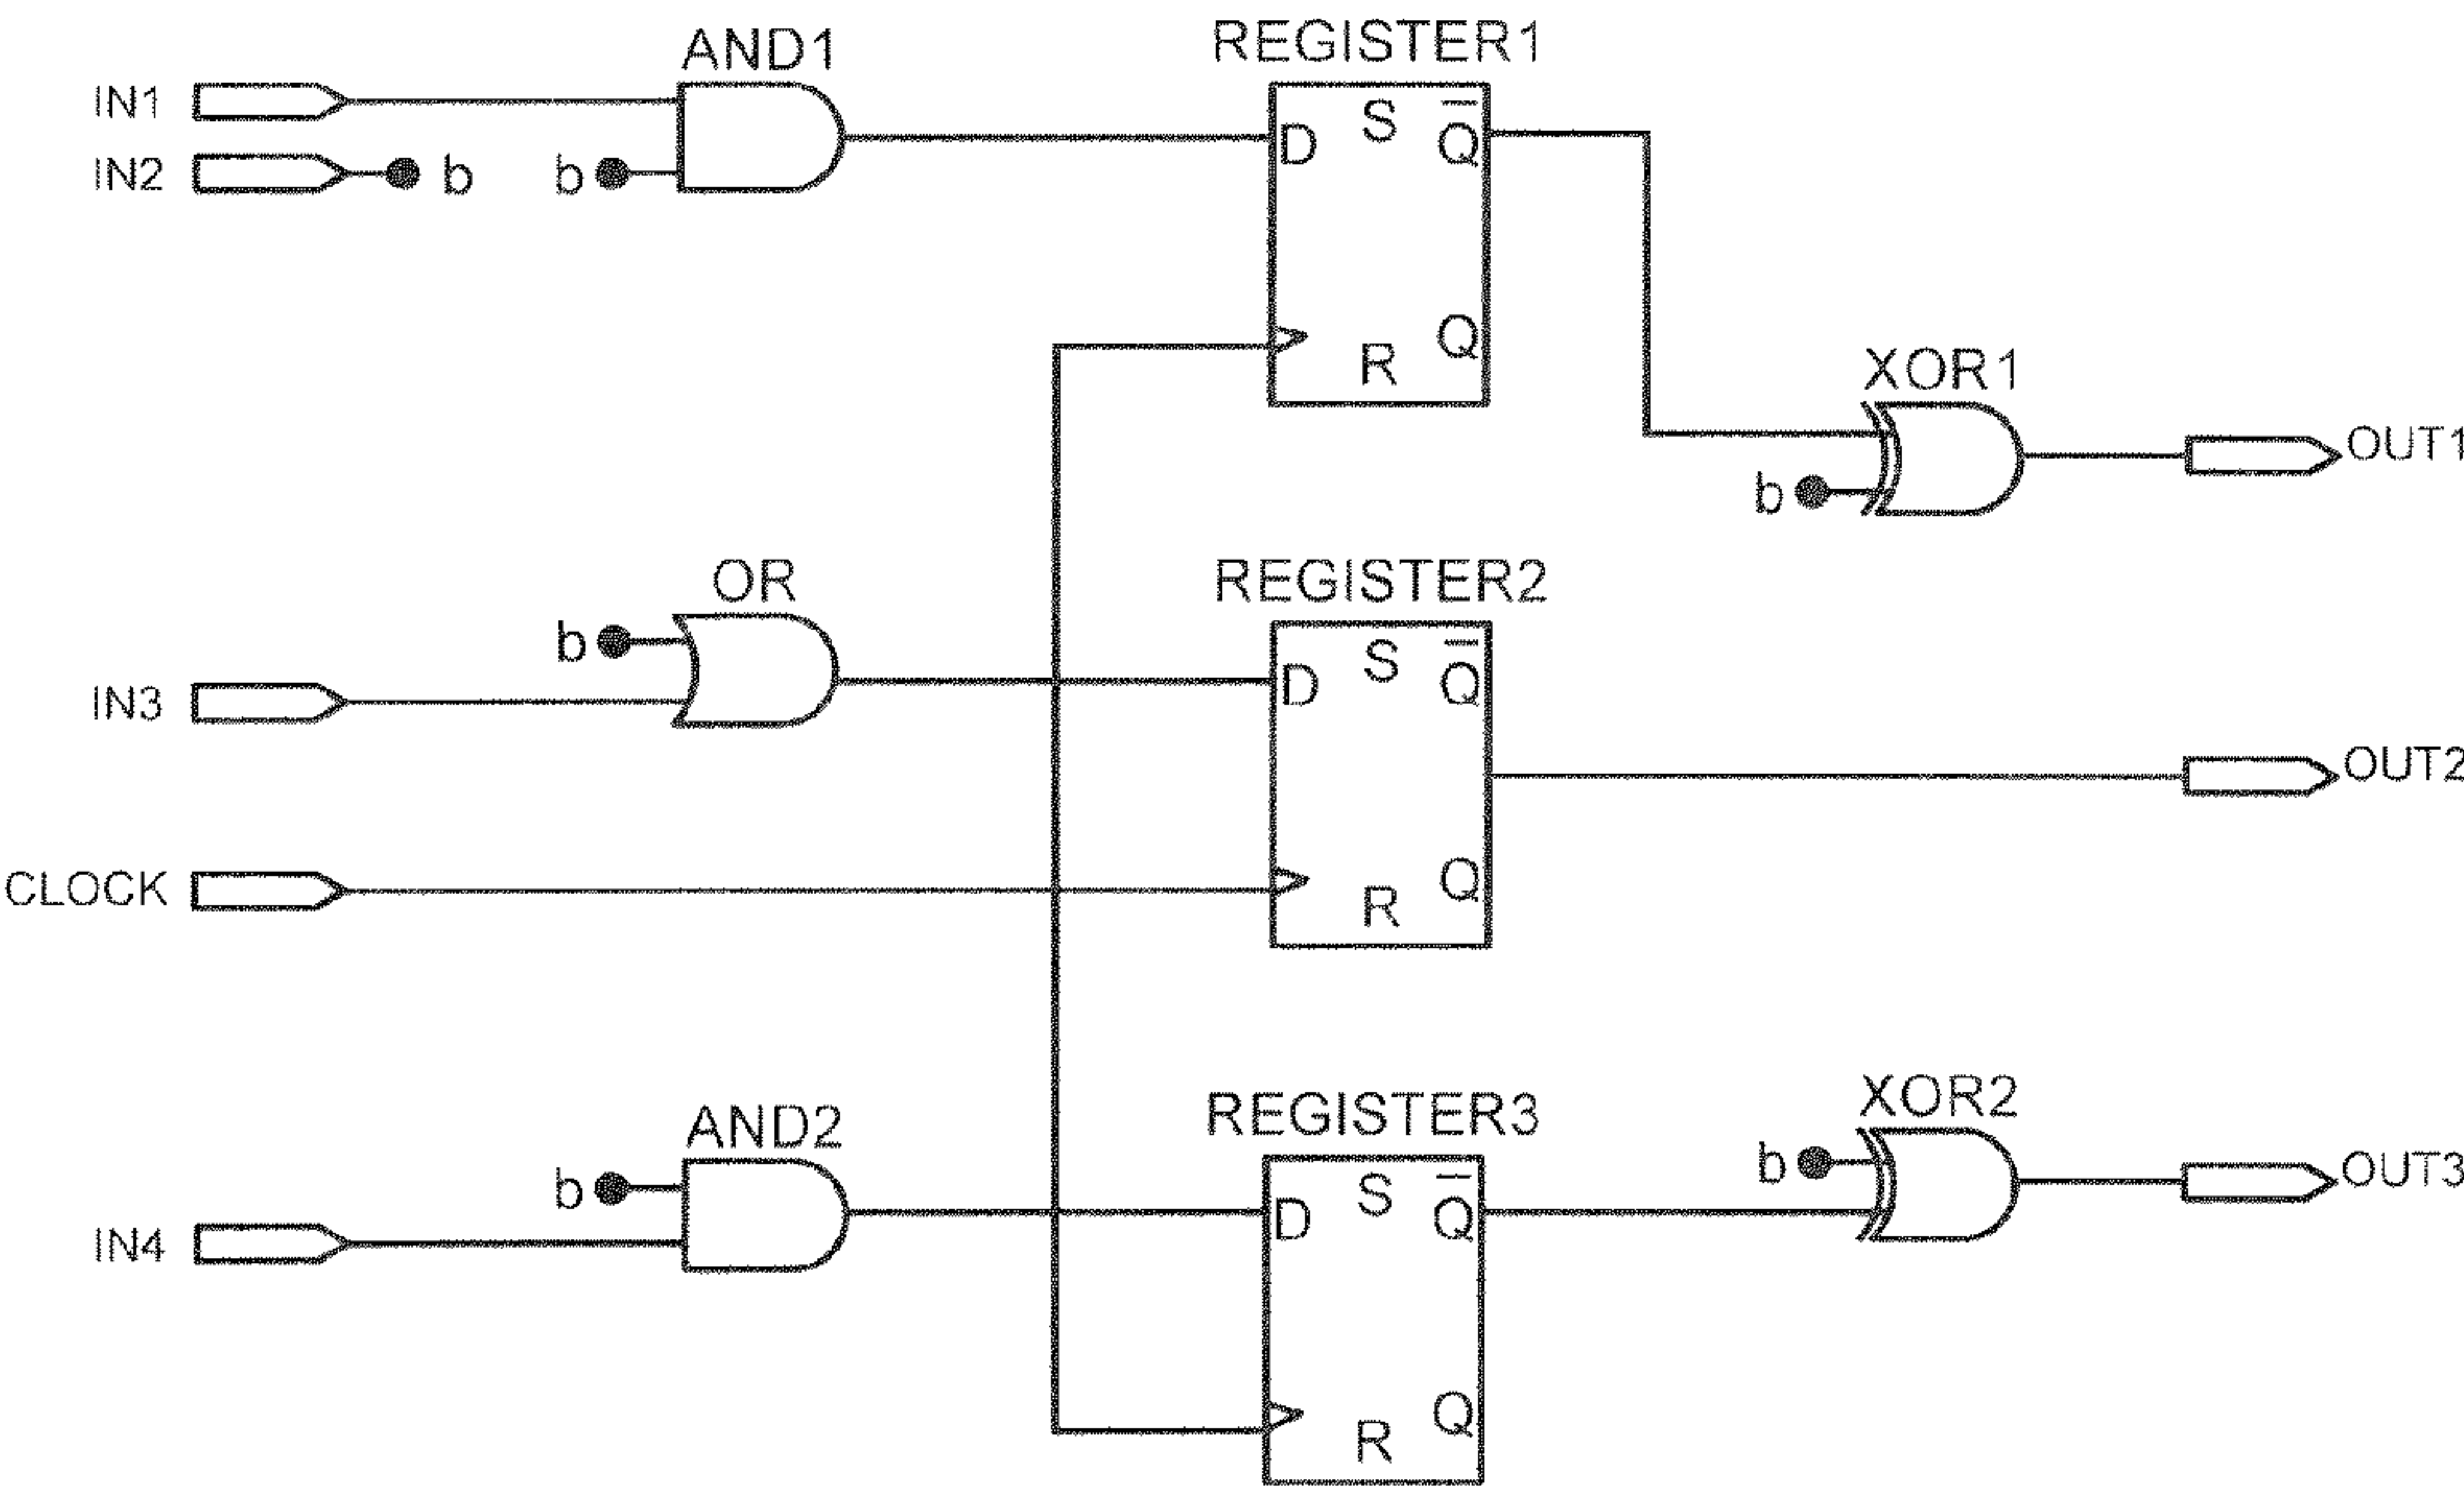 AND1
REGISTER1
IN1
D
S
Q
IN2
b
b
Q
R
XOR1
OUT1
b
OR
REGISTER2
b
D
S
Q
IN3
OUT2
CLOCK
R
Q
AND2
REGISTER3
XOR2
b
D
S
Q
b
OUT3
IN4
R
Q